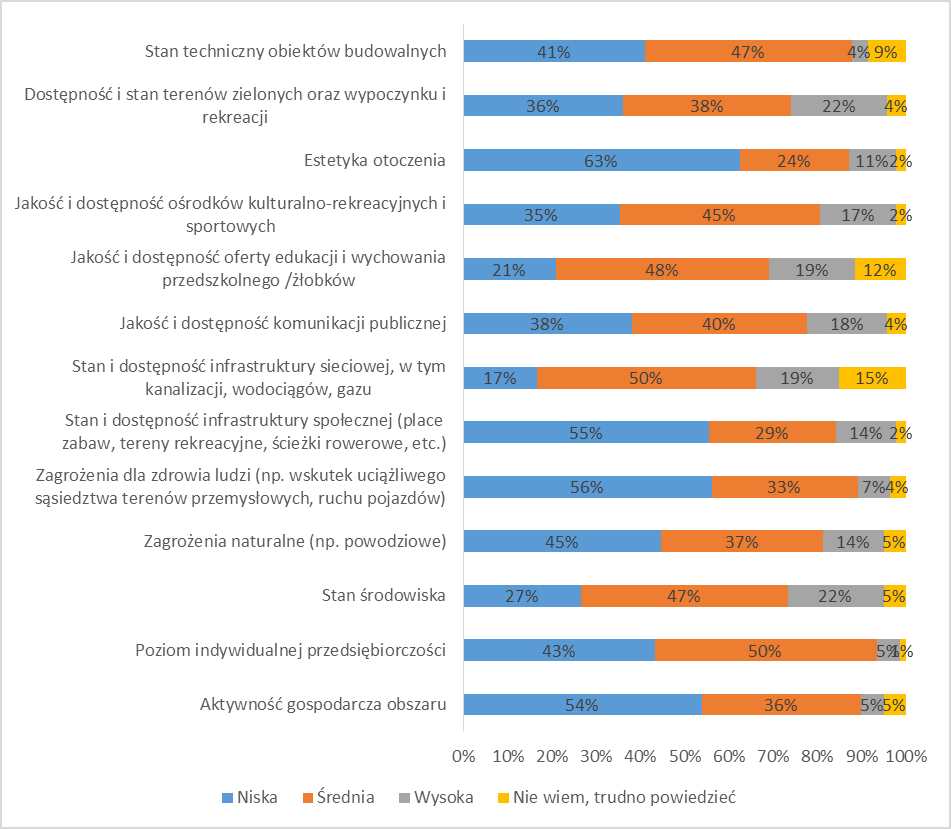 Stan techniczny obiektów budowalnych
41% 47% 4% 9%
Dostępność i stan terenów zielonych oraz wypoczynku i
rekreacji
36% 38% 22% 4%
Estetyka otoczenia
63% 24% 11% 2%
Jakość i dostępność ośrodków kulturalno-rekreacyjnych i
sportowych
35% 45% 17% 2%
Jakość i dostępność oferty edukacji i wychowania
przedszkolnego /żłobków
21% 48% 19% 12%
Jakość i dostępność komunikacji publicznej
38% 40% 18% 4%
Stan i dostępność infrastruktury sieciowej, w tym
kanalizacji, wodociągów, gazu
17% 50% 19% 15%
Stan i dostępność infrastruktury społecznej (place
zabaw, tereny rekreacyjne, ścieżki rowerowe, etc.)
55% 29% 14% 2%
Zagrożenia dla zdrowia ludzi (np. wskutek uciążliwego
sąsiedztwa terenów przemysłowych, ruchu pojazdów)
56% 33% 7% 4%
Zagrożenia naturalne (np. powodziowe)
45% 37% 14% 5%
Stan środowiska
27% 47% 22% 5%
Poziom indywidualnej przedsiębiorczości
43% 50% 5% 1%
Aktywność gospodarcza obszaru
54% 36% 5% 5%
0% 10% 20% 30% 40% 50% 60% 70% 80% 90% 100%
Niska Średnia Wysoka Nie wiem, trudno powiedzieć